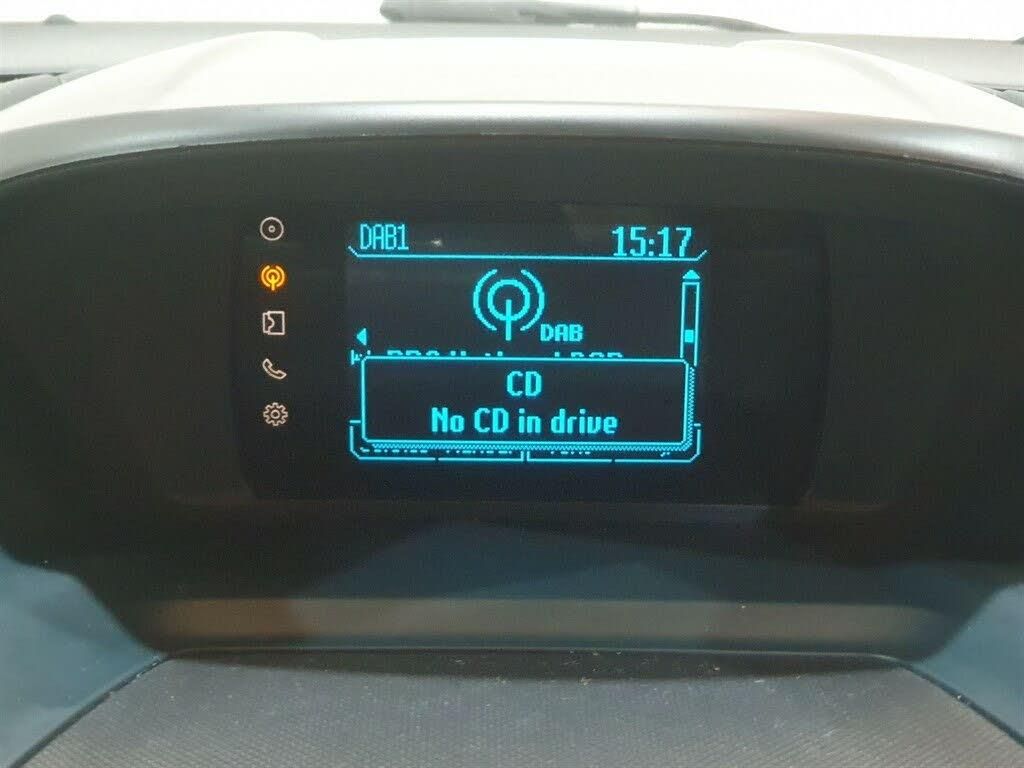 DAB1 15:17
DAB
CD
No CD in drive